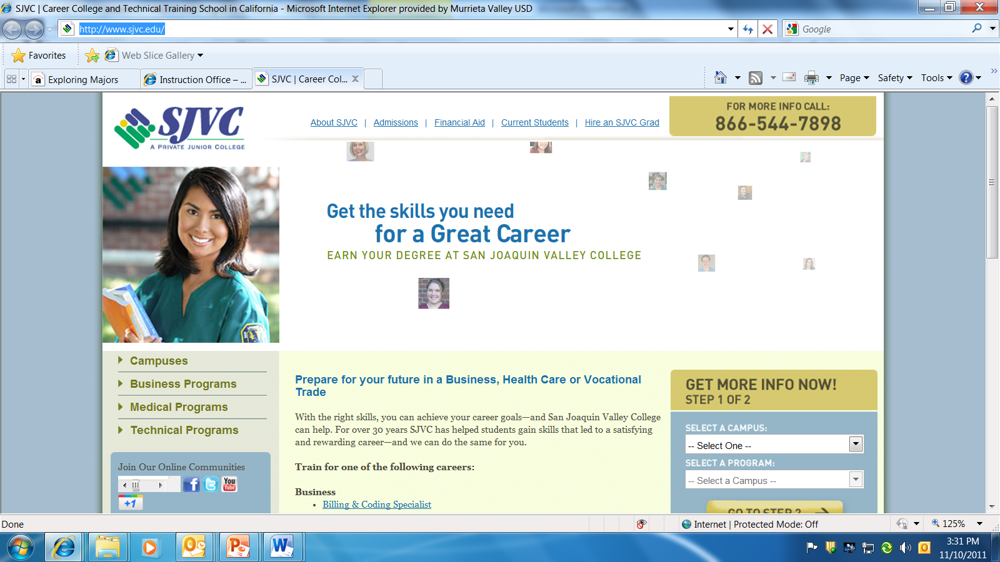 SJVC | Career College and Technical Training School in California - Microsoft Internet Explorer provided by Murrieta Valley USD
http://www.sjvc.edu/
Google
Favorites
Web Slice Gallery
Exploring Majors
Instruction Office – ...
SJVC | Career Col...
Page
Safety
Tools
SJVC
A PRIVATE JUNIOR COLLEGE
About SJVC | Admissions | Financial Aid | Current Students | Hire an SJVC Grad
FOR MORE INFO CALL:
866-544-7898
Get the skills you need
for a Great Career
EARN YOUR DEGREE AT SAN JOAQUIN VALLEY COLLEGE
Campuses
Business Programs
Medical Programs
Technical Programs
Join Our Online Communities
You Tube
+1
Prepare for your future in a Business, Health Care or Vocational
Trade
With the right skills, you can achieve your career goals—and San Joaquin Valley College
can help. For over 30 years SJVC has helped students gain skills that led to a satisfying
and rewarding career—and we can do the same for you.
Train for one of the following careers:
Business
• Billing & Coding Specialist
GET MORE INFO NOW!
STEP 1 OF 2
SELECT A CAMPUS:
-- Select One --
SELECT A PROGRAM:
-- Select a Campus --
GO TO STEP 2
Done
Internet | Protected Mode: Off
125%
3:31 PM
11/10/2011